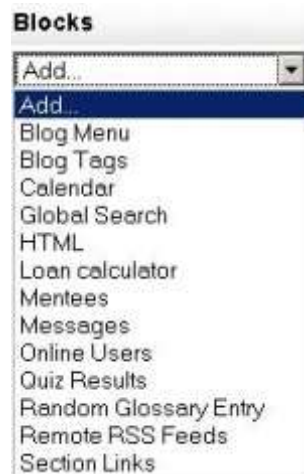 Blocks
Add...
Add...
Blog Menu
Blog Tags
Calendar
Global Search
HTML
Loan calculator
Mentees
Messages
Online Users
Quiz Results
Random Glossary Entry
Remote RSS Feeds
Section Links